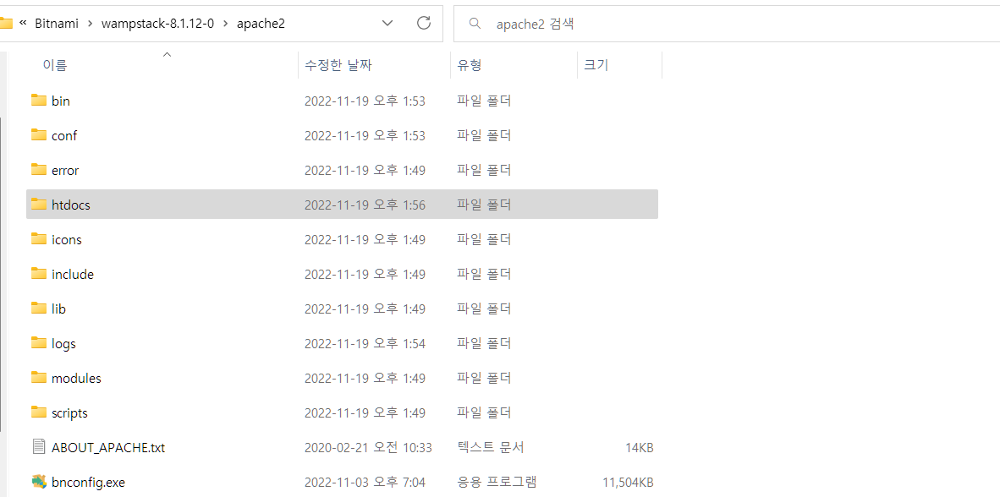 « Bitnami > wampstack-8.1.12-0 > apache2 apache2 검색
이름 수정한 날짜 유형 크기
bin 2022-11-19 오후 1:53 파일 폴더
conf 2022-11-19 오후 1:53 파일 폴더
error 2022-11-19 오후 1:49 파일 폴더
htdocs 2022-11-19 오후 1:56 파일 폴더
icons 2022-11-19 오후 1:49 파일 폴더
include 2022-11-19 오후 1:49 파일 폴더
lib 2022-11-19 오후 1:49 파일 폴더
logs 2022-11-19 오후 1:54 파일 폴더
modules 2022-11-19 오후 1:49 파일 폴더
scripts 2022-11-19 오후 1:49 파일 폴더
ABOUT_APACHE.txt 2020-02-21 오전 10:33 텍스트 문서 14KB
bnconfig.exe 2022-11-03 오후 7:04 응용 프로그램 11,504KB